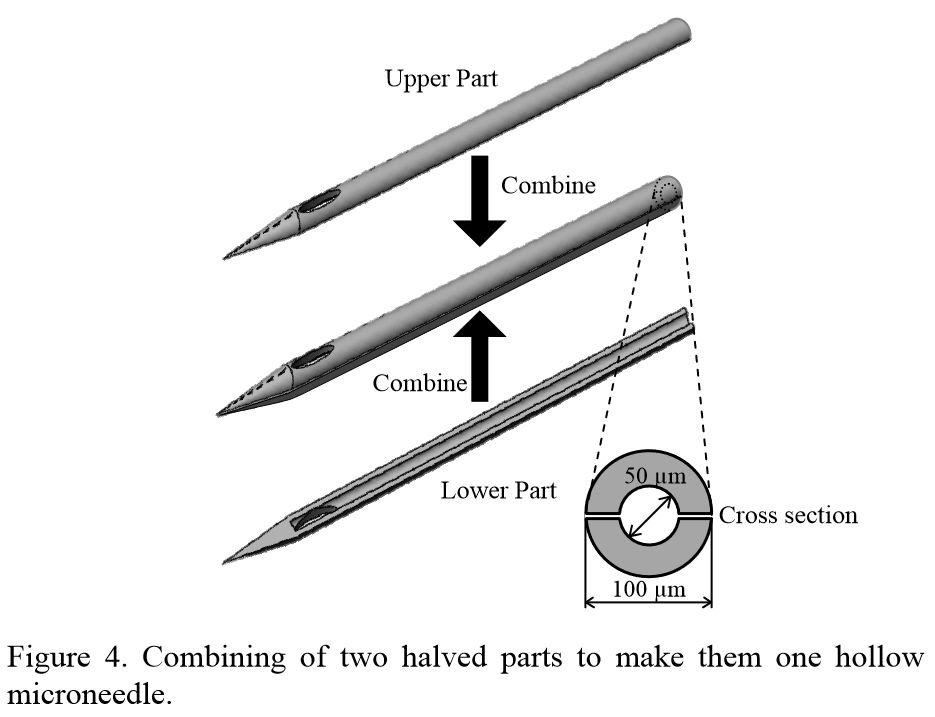 Upper Part
Combine
Combine
Lower Part
50 µm
Cross section
100 µm
Figure 4. Combining of two halved parts to make them one hollow
microneedle.